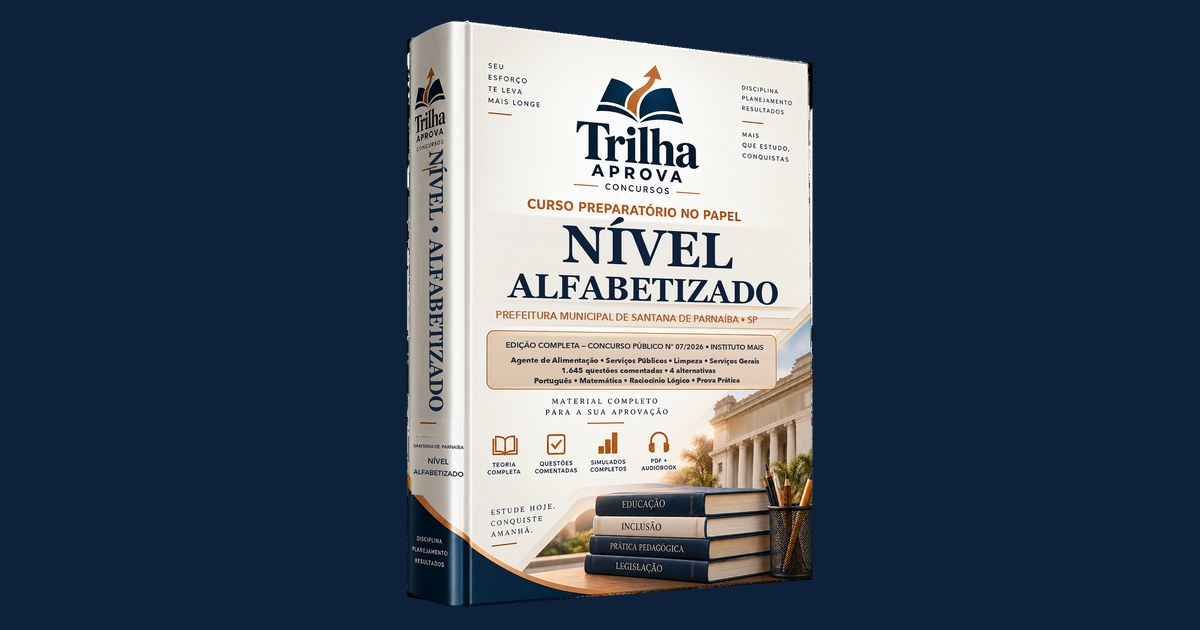 Trilha
APROVA
CONCURSOS
NÍVEL • ALFABETIZADO
SANTANA DE PARNAÍBA
NÍVEL
ALFABETIZADO
DISCIPLINA
PLANEJAMENTO
RESULTADOS
SEU
ESFORÇO
TE LEVA
MAIS LONGE
Trilha
APROVA
CONCURSOS
DISCIPLINA
PLANEJAMENTO
RESULTADOS
MAIS
QUE ESTUDO,
CONQUISTAS
CURSO PREPARATÓRIO NO PAPEL
NÍVEL
ALFABETIZADO
PREFEITURA MUNICIPAL DE SANTANA DE PARNAÍBA • SP
EDIÇÃO COMPLETA – CONCURSO PÚBLICO Nº 07/2026 • INSTITUTO MAIS
Agente de Alimentação • Serviços Públicos • Limpeza • Serviços Gerais
1.645 questões comentadas • 4 alternativas
Português • Matemática • Raciocínio Lógico • Prova Prática
MATERIAL COMPLETO
PARA A SUA APROVAÇÃO
TEORIA
COMPLETA
QUESTÕES
COMENTADAS
SIMULADOS
COMPLETOS
PDF +
AUDIOBOOK
ESTUDE HOJE.
CONQUISTE
AMANHÃ.
EDUCAÇÃO
INCLUSÃO
PRÁTICA PEDAGÓGICA
LEGISLAÇÃO